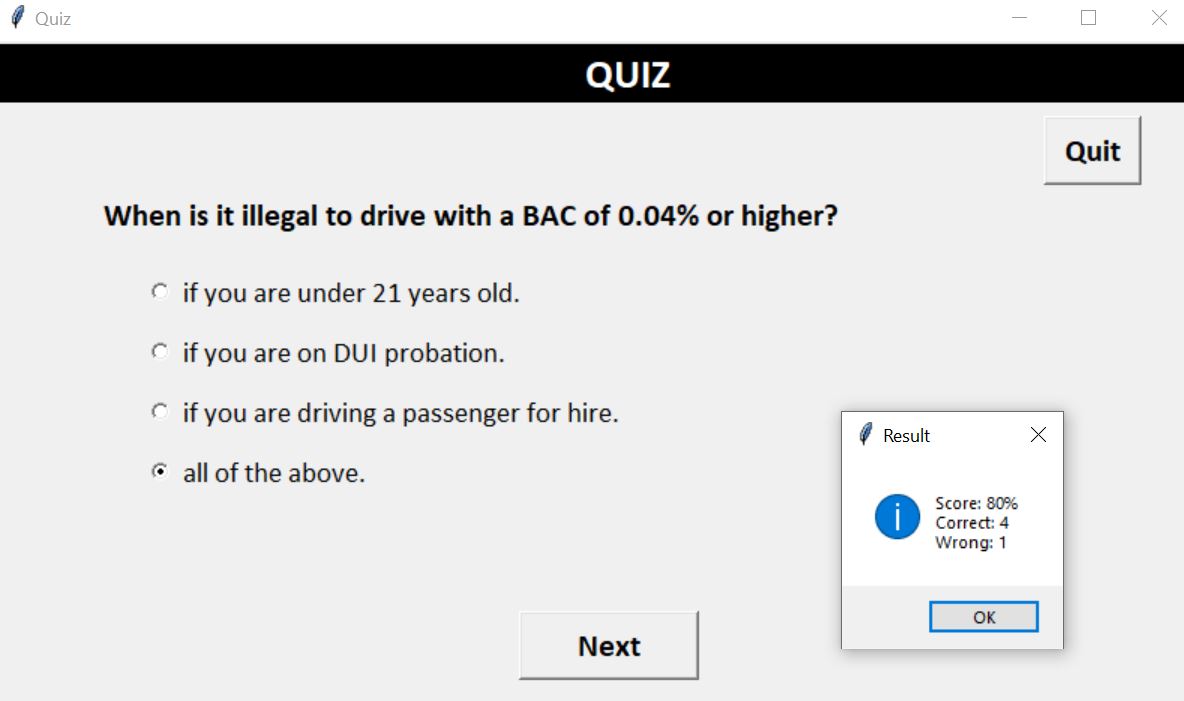 Quiz
QUIZ
Quit
When is it illegal to drive with a BAC of 0.04% or higher?
if you are under 21 years old.
if you are on DUI probation.
if you are driving a passenger for hire.
all of the above.
Result
Score: 80%
Correct: 4
Wrong: 1
OK
Next